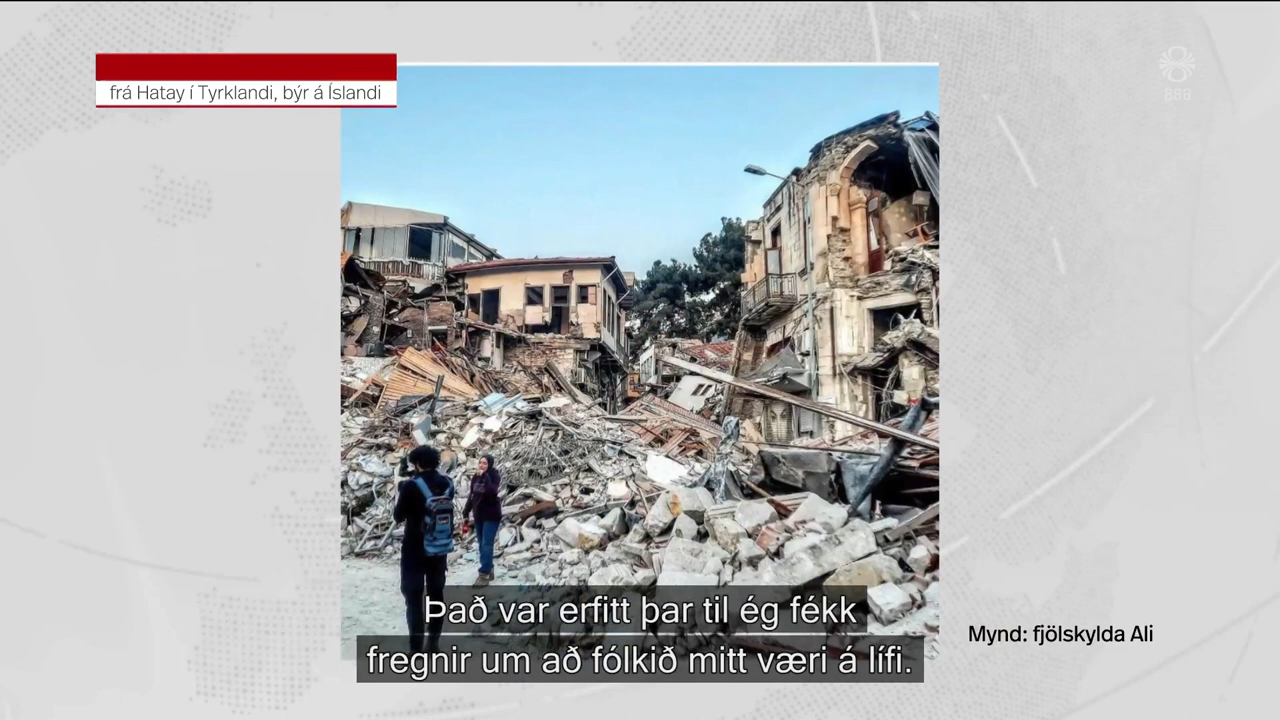 frá Hatay í Tyrklandi, býr á Íslandi
888
Það var erfitt þar til ég fékk
fregnir um að fólkið mitt væri á lífi.
Mynd: fjölskylda Ali